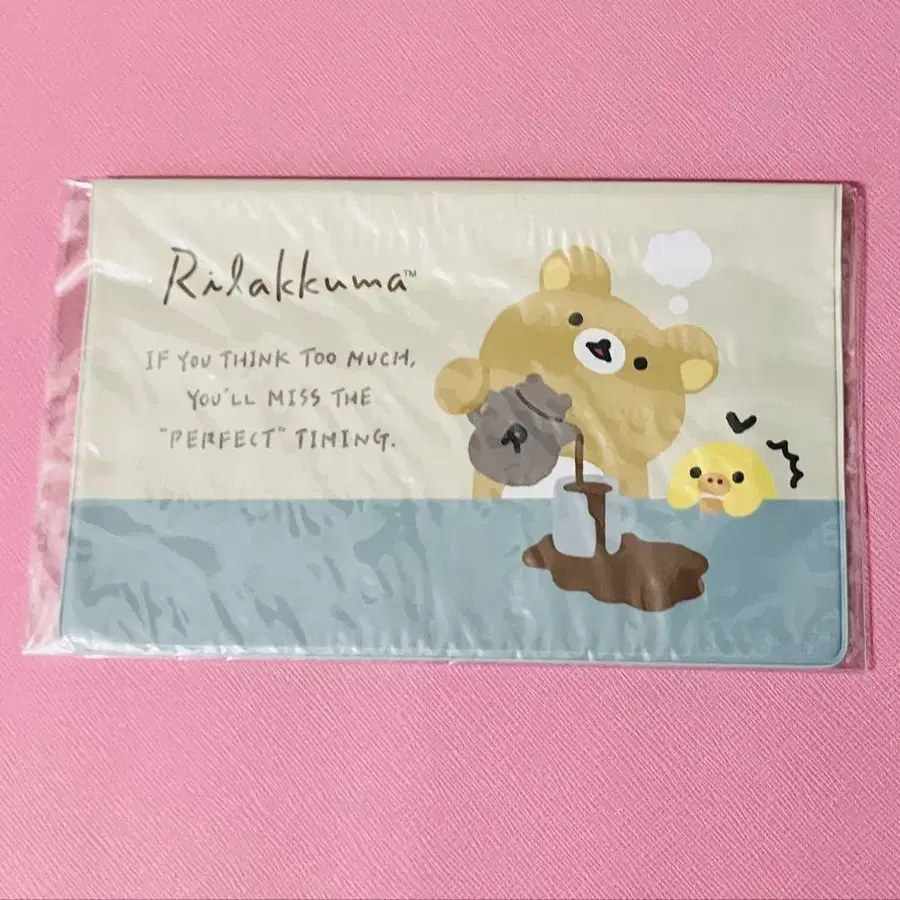 Rilakkuma™
IF YOU THINK TOO MUCH,
YOU'LL MISS THE
"PERFECT" TIMING.